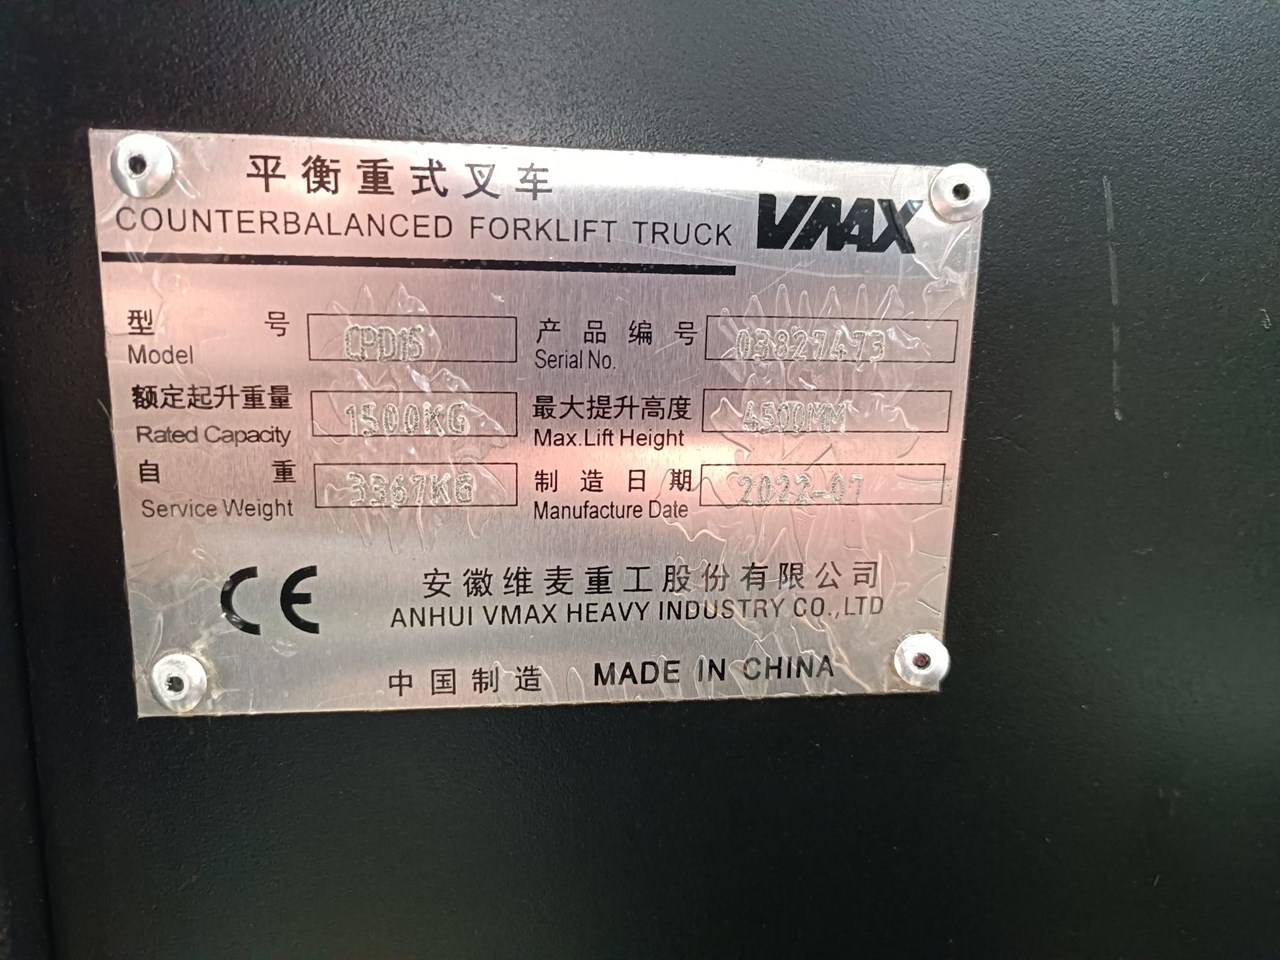 平衡重式叉车
COUNTERBALANCED FORKLIFT TRUCK VMAX
型号 CPD15 产品编号 03827473
Model Serial No.
额定起升重量 1500KG 最大提升高度 4500MM
Rated Capacity Max.Lift Height
自重 3367KG 制造日期 2022-07
Service Weight Manufacture Date
CE 安徽维麦重工股份有限公司
ANHUI VMAX HEAVY INDUSTRY CO.,LTD
中国制造 MADE IN CHINA